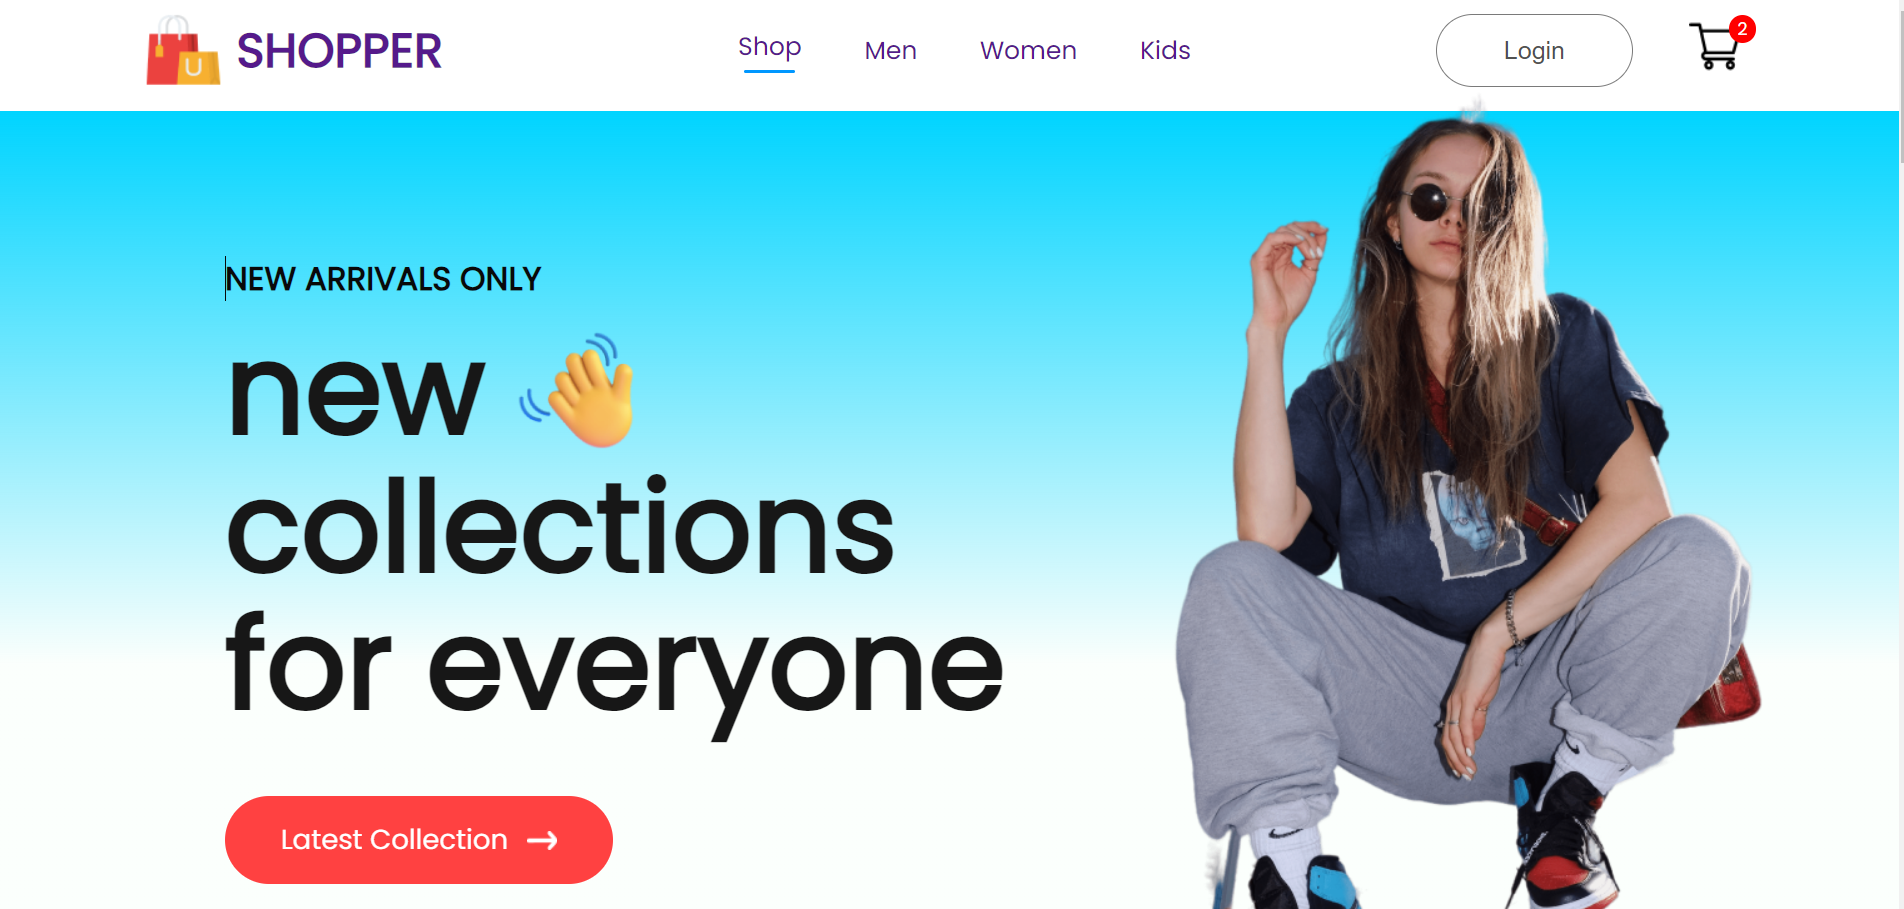 SHOPPER
Shop
Men
Women
Kids
Login
2
NEW ARRIVALS ONLY
new 👋
collections
for everyone
Latest Collection →